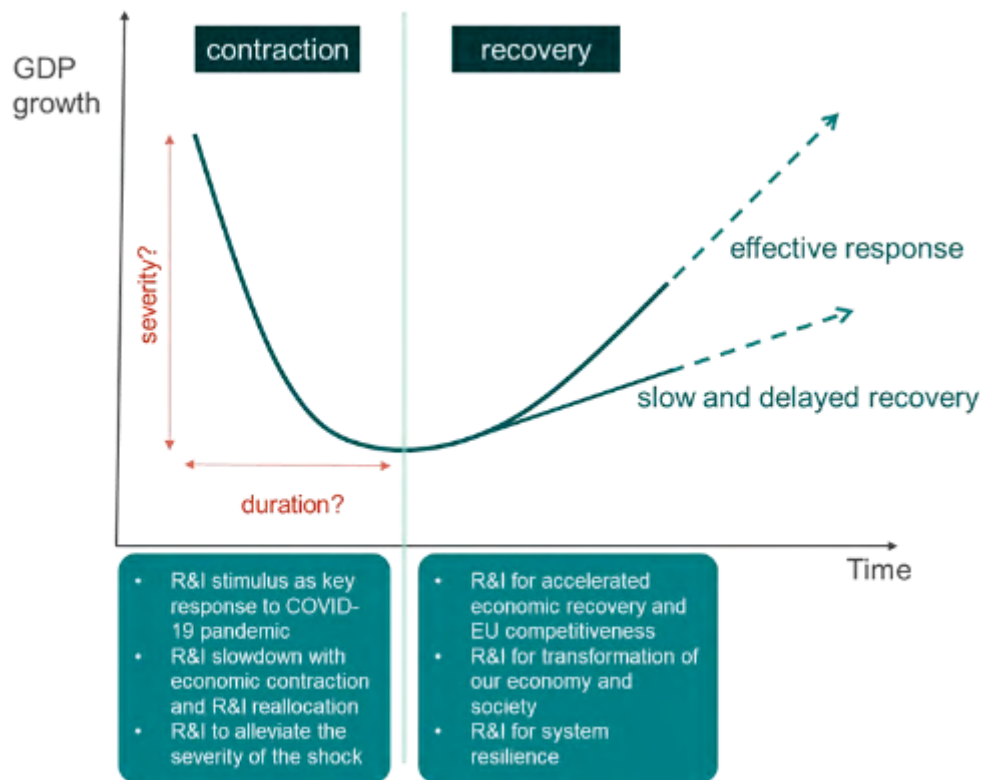 contraction
recovery
GDP
growth
severity?
effective response
slow and delayed recovery
duration?
Time
• R&I stimulus as key
response to COVID-
19 pandemic
• R&I slowdown with
economic contraction
and R&I reallocation
• R&I to alleviate the
severity of the shock
• R&I for accelerated
economic recovery and
EU competitiveness
• R&I for transformation of
our economy and
society
• R&I for system
resilience